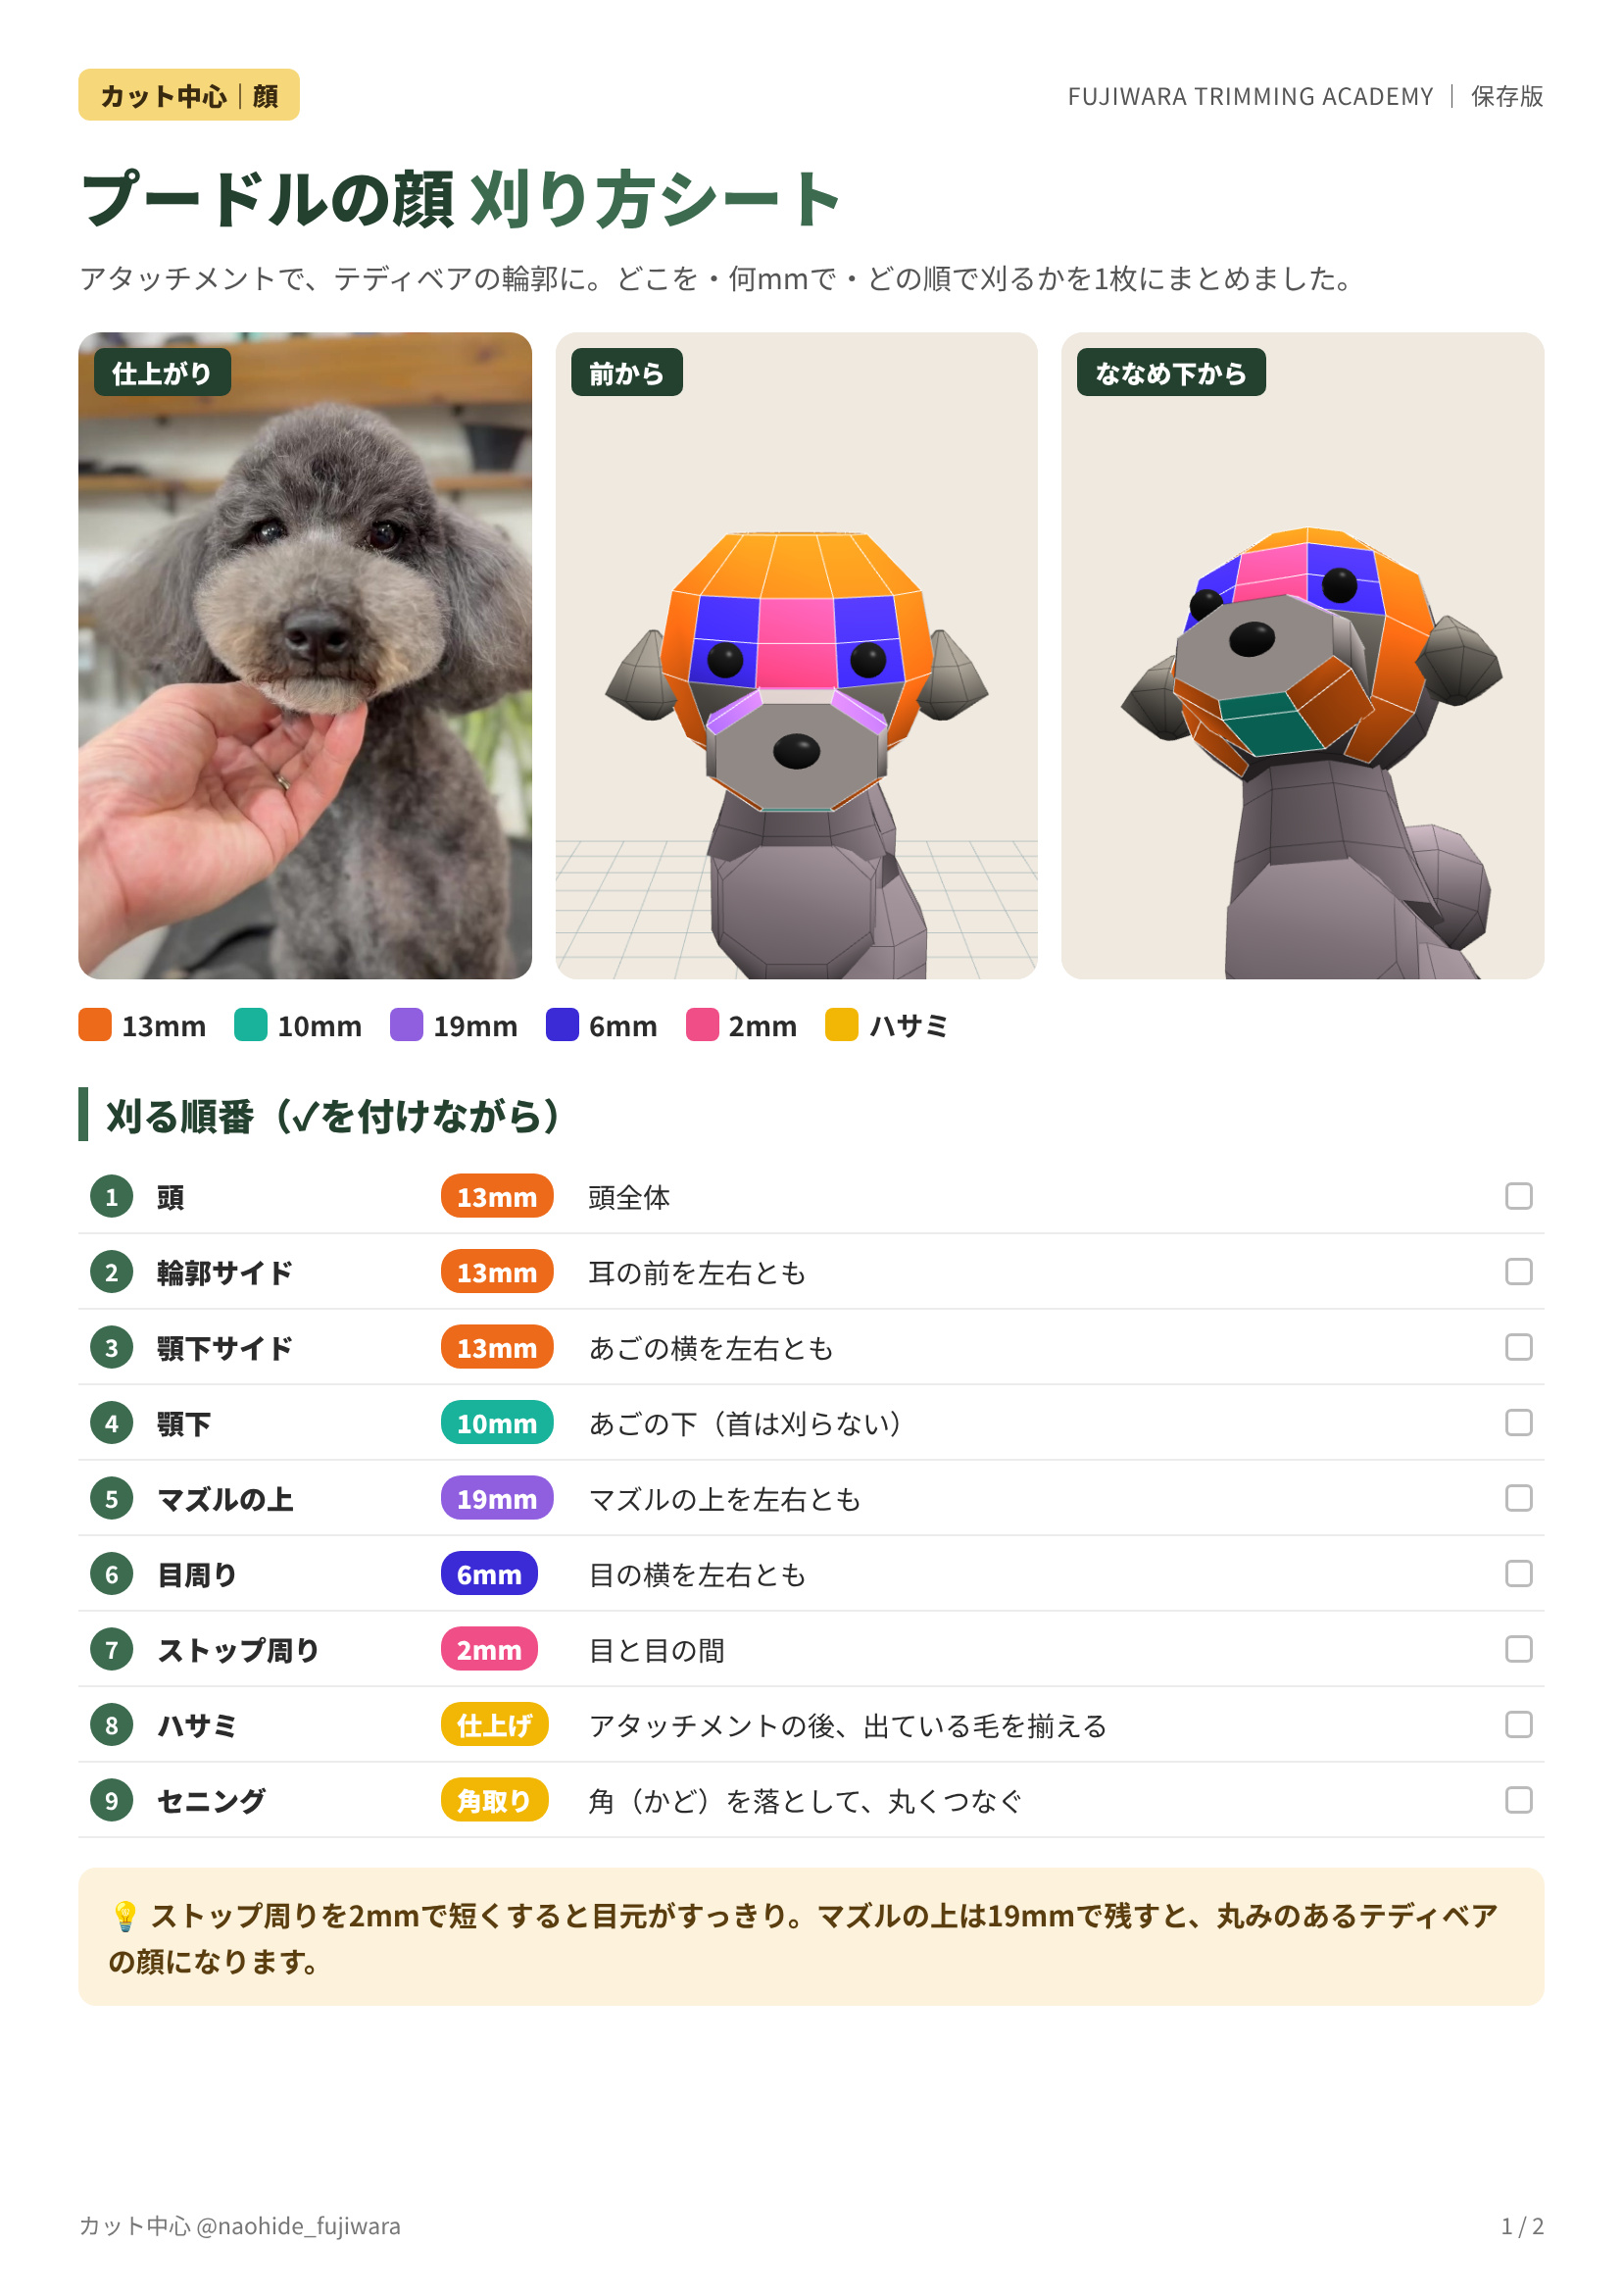 カット中心｜顔
FUJIWARA TRIMMING ACADEMY ｜ 保存版
プードルの顔 刈り方シート
アタッチメントで、テディベアの輪郭に。どこを・何mmで・どの順で刈るかを1枚にまとめました。
仕上がり
前から
ななめ下から
13mm 10mm 19mm 6mm 2mm ハサミ
刈る順番（✓を付けながら）
1 頭 13mm 頭全体
2 輪郭サイド 13mm 耳の前を左右とも
3 顎下サイド 13mm あごの横を左右とも
4 顎下 10mm あごの下（首は刈らない）
5 マズルの上 19mm マズルの上を左右とも
6 目周り 6mm 目の横を左右とも
7 ストップ周り 2mm 目と目の間
8 ハサミ 仕上げ アタッチメントの後、出ている毛を揃える
9 セニング 角取り 角（かど）を落として、丸くつなぐ
💡 ストップ周りを2mmで短くすると目元がすっきり。マズルの上は19mmで残すと、丸みのあるテディベア
の顔になります。
カット中心 @naohide_fujiwara
1 / 2